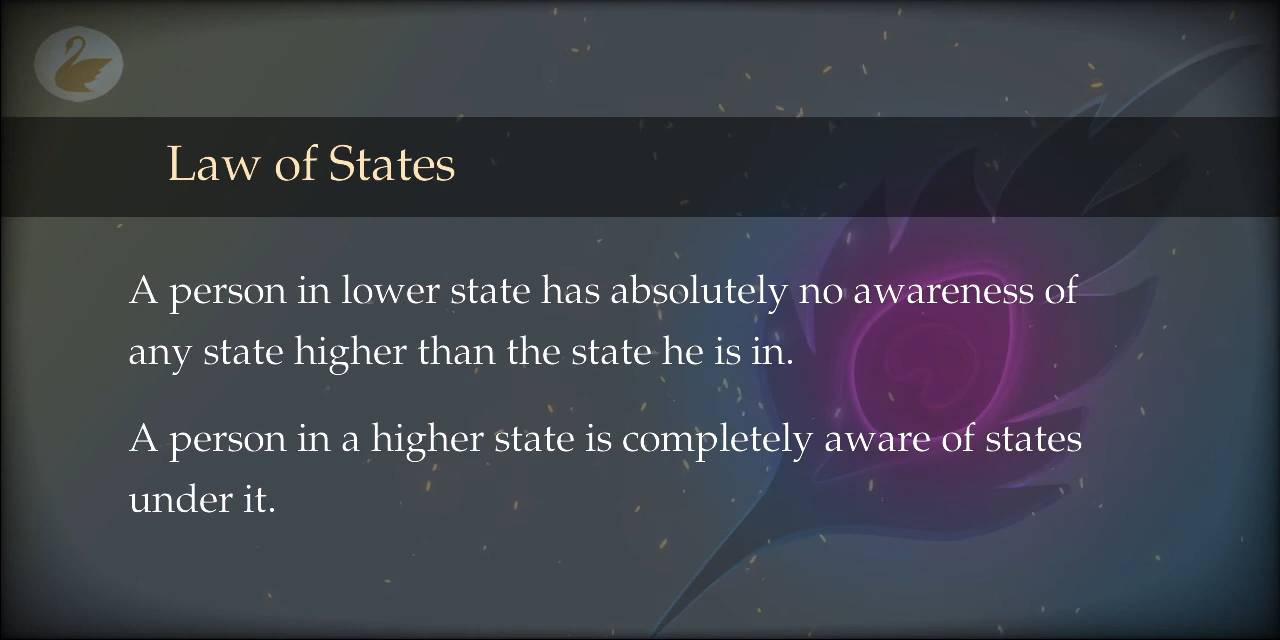 Law of States
A person in lower state has absolutely no awareness of
any state higher than the state he is in.
A person in a higher state is completely aware of states
under it.